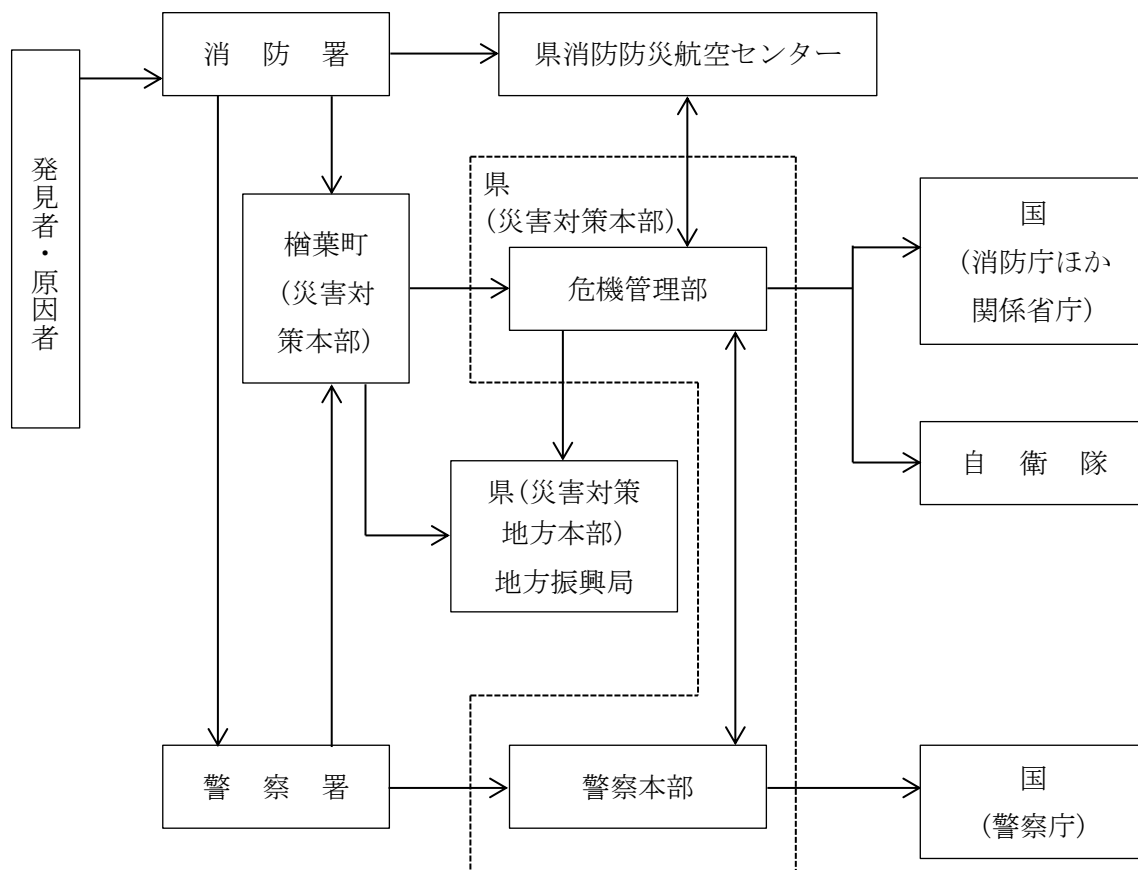 消防署
県消防防災航空センター
発見者・原因者
県
(災害対策本部)
楢葉町
(災害対
策本部)
危機管理部
国
(消防庁ほか
関係省庁)
自衛隊
県(災害対策
地方本部)
地方振興局
警察署
警察本部
国
(警察庁)